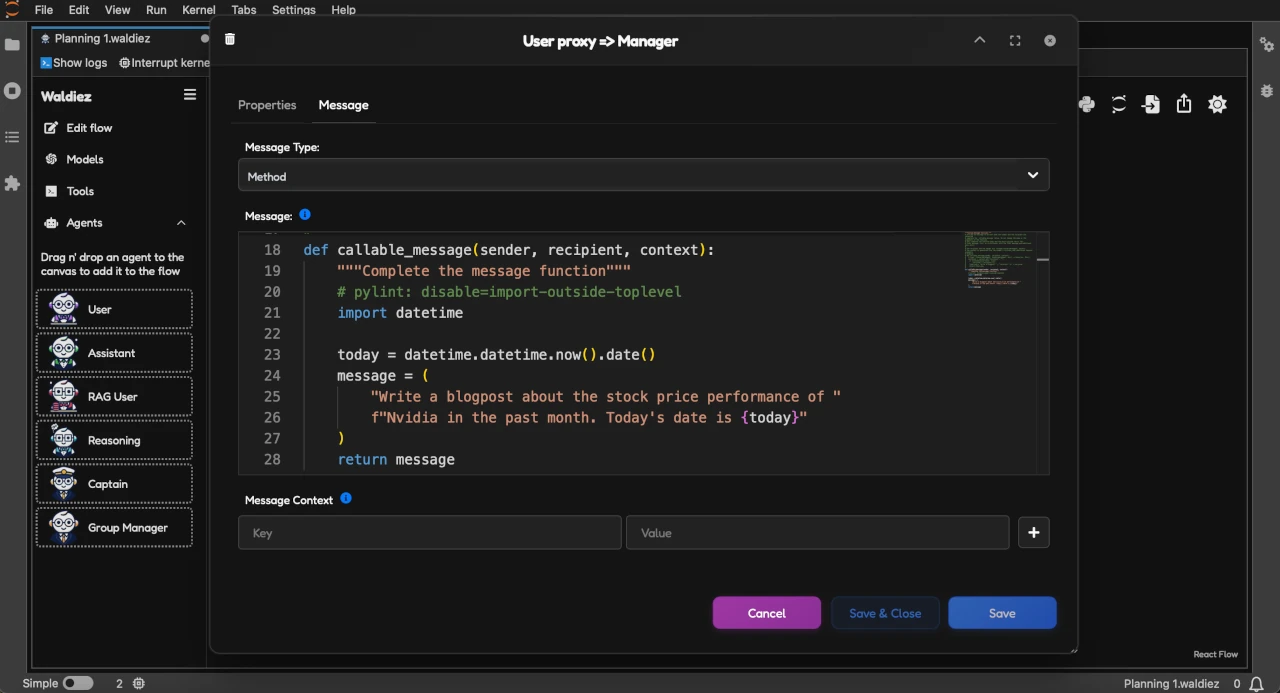 File Edit View Run Kernel Tabs Settings Help
Planning 1.waldiez
Show logs Interrupt kerne
Waldiez
Edit flow
Models
Tools
Agents
Drag n' drop an agent to the
canvas to add it to the flow
User
Assistant
RAG User
Reasoning
Captain
Group Manager
User proxy => Manager
Properties Message
Message Type:
Method
Message:
18 def callable_message(sender, recipient, context):
19 """Complete the message function"""
20 # pylint: disable=import-outside-toplevel
21 import datetime
22
23 today = datetime.datetime.now().date()
24 message = (
25 "Write a blogpost about the stock price performance of "
26 f"Nvidia in the past month. Today's date is {today}"
27 )
28 return message
Message Context
Key Value
Cancel Save & Close Save
React Flow
Simple 2 Planning 1.waldiez 0